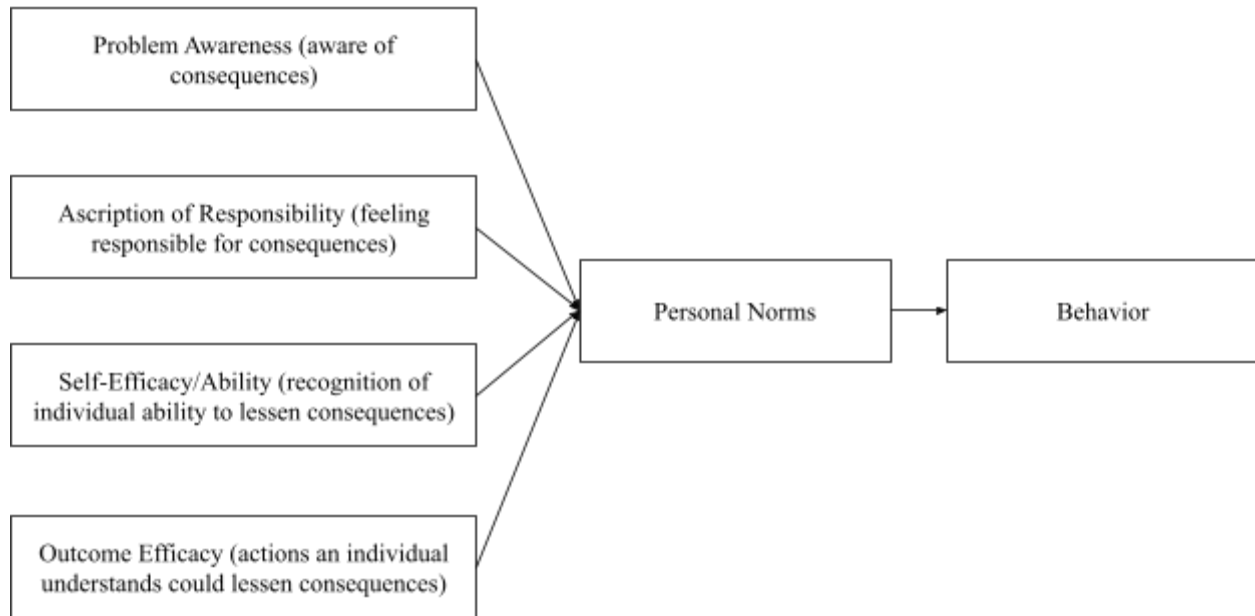 Problem Awareness (aware of
consequences)
Ascription of Responsibility (feeling
responsible for consequences)
Self-Efficacy/Ability (recognition of
individual ability to lessen consequences)
Outcome Efficacy (actions an individual
understands could lessen consequences)
Personal Norms
Behavior